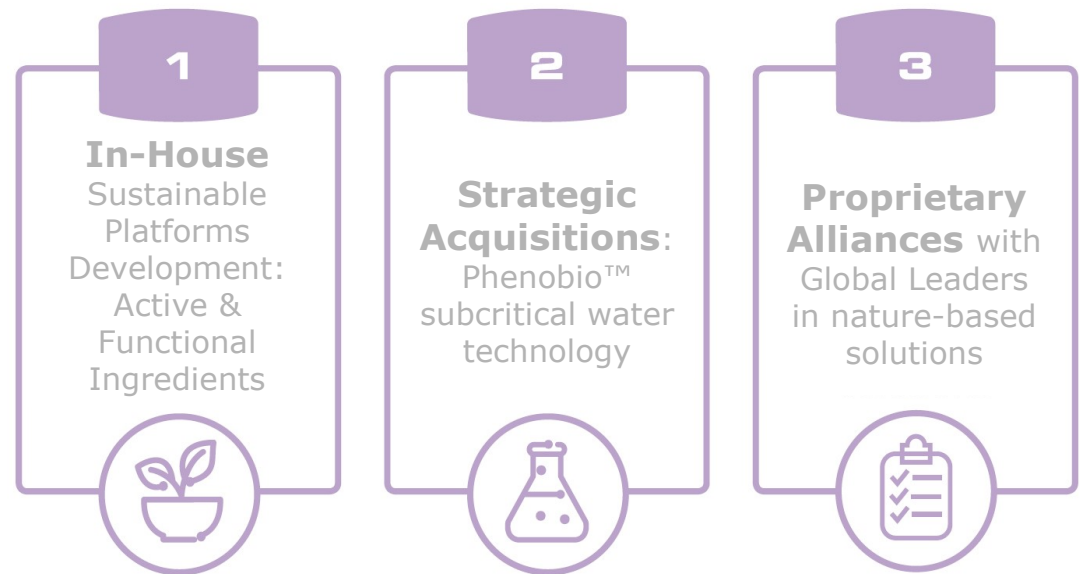 1
In-House
Sustainable
Platforms
Development:
Active &
Functional
Ingredients
2
Strategic
Acquisitions:
Phenobio™
subcritical water
technology
3
Proprietary
Alliances with
Global Leaders
in nature-based
solutions